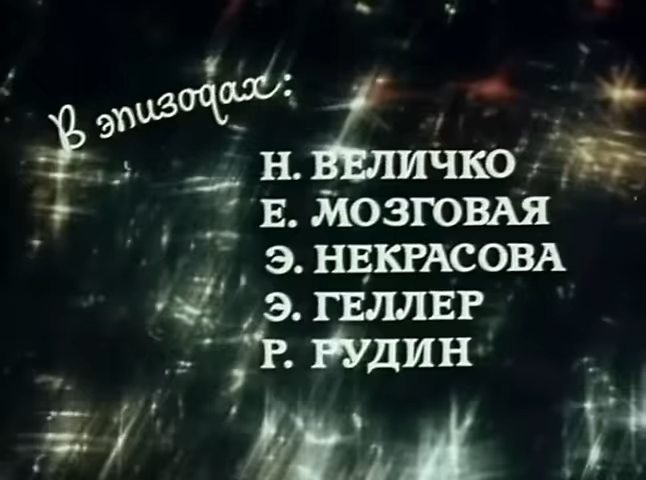 В эпизодах:
Н. ВЕЛИЧКО
Е. МОЗГОВАЯ
Э. НЕКРАСОВА
Э. ГЕЛЛЕР
Р. РУДИН